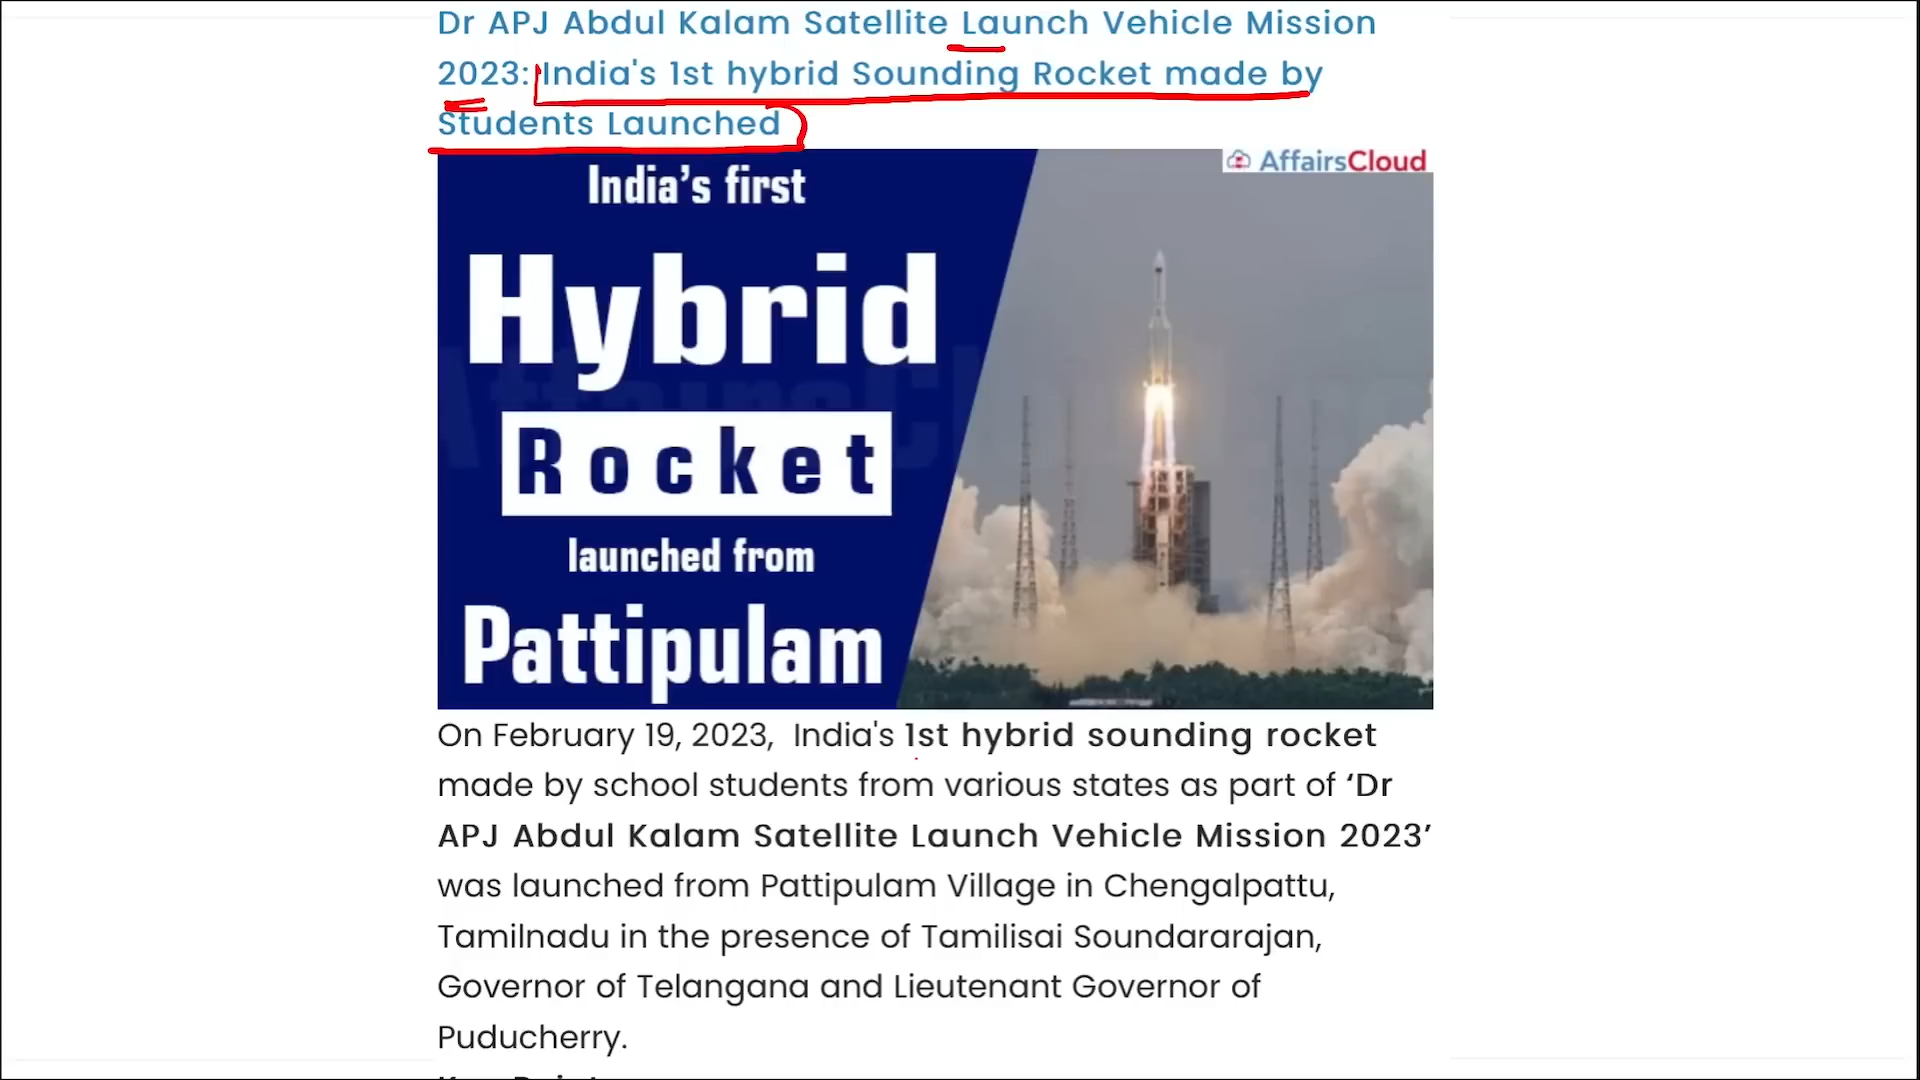 Dr APJ Abdul Kalam Satellite Launch Vehicle Mission
2023: India's 1st hybrid Sounding Rocket made by
Students Launched
AffairsCloud
India's first
Hybrid
Rocket
launched from
Pattipulam
On February 19, 2023, India's 1st hybrid sounding rocket
made by school students from various states as part of ‘Dr
APJ Abdul Kalam Satellite Launch Vehicle Mission 2023’
was launched from Pattipulam Village in Chengalpattu,
Tamilnadu in the presence of Tamilisai Soundararajan,
Governor of Telangana and Lieutenant Governor of
Puducherry.